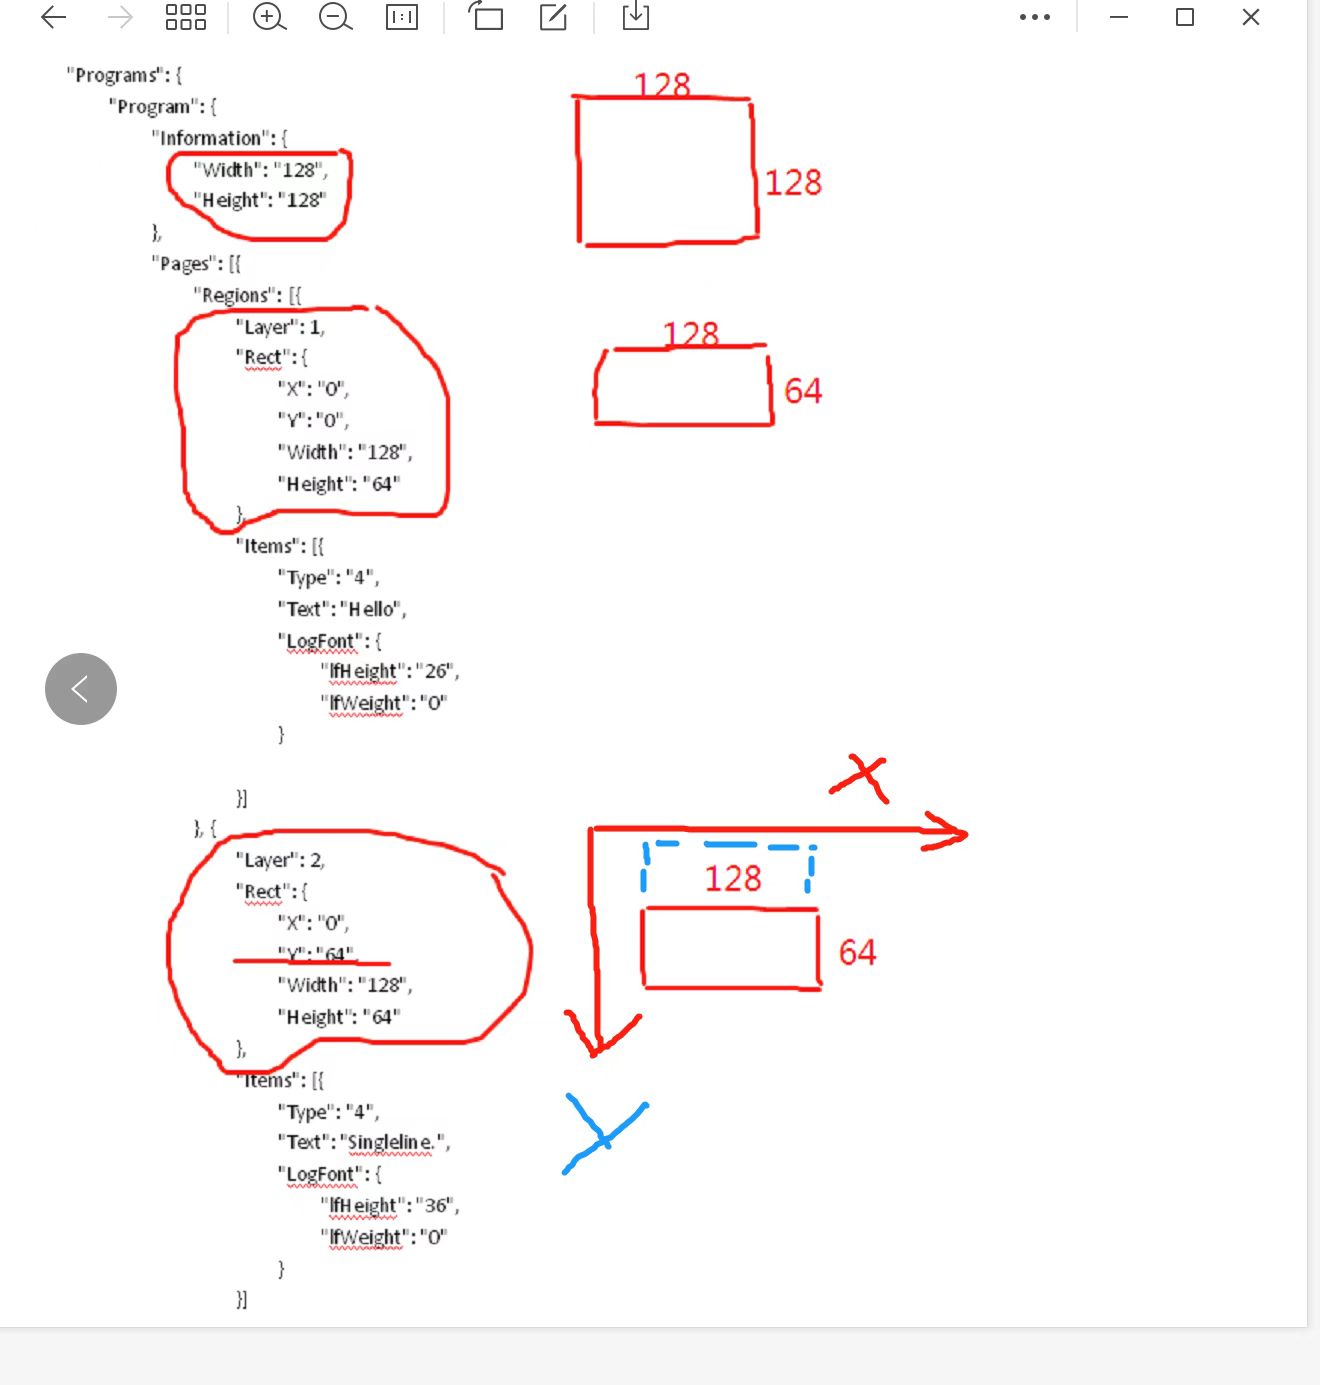 "Programs": {
"Program": {
"Information": {
"Width": "128",
"Height": "128"
},
"Pages": [{
"Regions": [{
"Layer": 1,
"Rect": {
"X": "0",
"Y": "0",
"Width": "128",
"Height": "64"
},
"Items": [{
"Type": "4",
"Text": "Hello",
"LogFont": {
"lfHeight": "26",
"lfWeight": "0"
}
}]
}, {
"Layer": 2,
"Rect": {
"X": "0",
"Y": "64",
"Width": "128",
"Height": "64"
},
"Items": [{
"Type": "4",
"Text": "Singleline.",
"LogFont": {
"lfHeight": "36",
"lfWeight": "0"
}
}]
128
128
128
64
X
128
64
Y